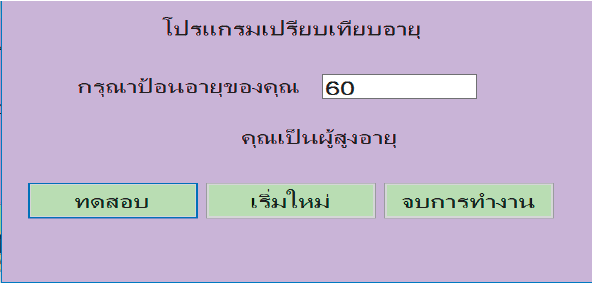 โปรแกรมเปรียบเทียบอายุ
กรุณาป้อนอายุของคุณ 60
คุณเป็นผู้สูงอายุ
ทดสอบ เริ่มใหม่ จบการทำงาน